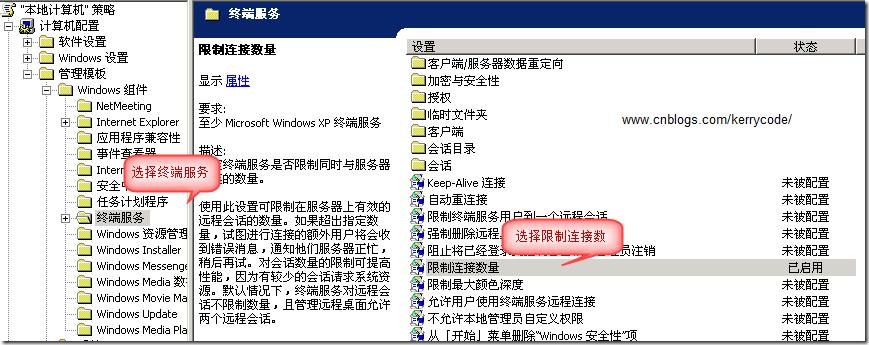 "本地计算机" 策略
计算机配置
软件设置
Windows 设置
管理模板
Windows 组件
NetMeeting
Internet Explorer
应用程序兼容性
事件查看器
Intern
安全中
任务计划程序
终端服务
Windows 资源管理
Windows Installer
Windows Messenge
Windows Media 数
Windows Movie Ma
Windows Update
Windows Media Pla
选择终端服务
终端服务
限制连接数量
显示 属性
要求:
至少 Microsoft Windows XP 终端服务
描述:
终端服务是否限制同时与服务器
的数量。
使用此设置可限制在服务器上有效的
远程会话的数量。如果超出指定数
量，试图进行连接的额外用户将会收
到错误消息，通知他们服务器正忙，
稍后再试。对会话数量的限制可提高
性能，因为有较少的会话请求系统资
源。默认情况下，终端服务对远程会
话不限制数量，且管理远程桌面允许
两个远程会话。
设置 状态
客户端/服务器数据重定向
加密与安全性
授权
临时文件夹
客户端
会话目录
会话
www.cnblogs.com/kerrycode/
Keep-Alive 连接 未被配置
自动重连接 未被配置
限制终端服务用户到一个远程会话 未被配置
强制删除远程 未被配置
阻止将已经登录 员注销 未被配置
选择限制连接数
限制连接数量 已启用
限制最大颜色深度 未被配置
允许用户使用终端服务远程连接 未被配置
不允许本地管理员自定义权限 未被配置
从「开始」菜单删除“Windows 安全性”项 未被配置